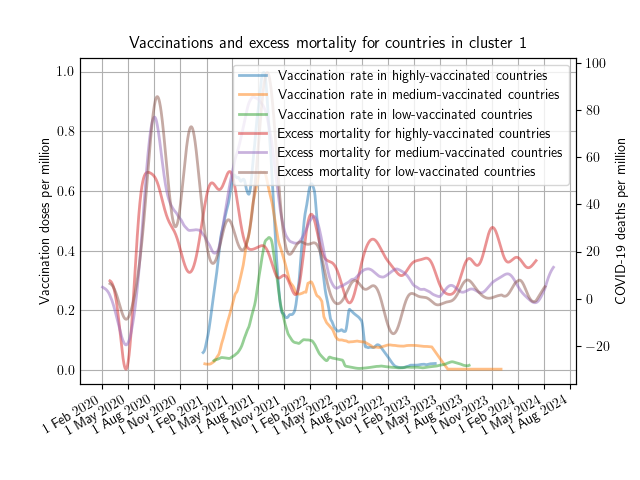 Vaccinations and excess mortality for countries in cluster 1
Vaccination rate in highly-vaccinated countries
Vaccination rate in medium-vaccinated countries
Vaccination rate in low-vaccinated countries
Excess mortality for highly-vaccinated countries
Excess mortality for medium-vaccinated countries
Excess mortality for low-vaccinated countries
Vaccination doses per million
1.0
0.8
0.6
0.4
0.2
0.0
COVID-19 deaths per million
100
80
60
40
20
0
−20
1 Feb 2020
1 May 2020
1 Aug 2020
1 Nov 2020
1 Feb 2021
1 May 2021
1 Aug 2021
1 Nov 2021
1 Feb 2022
1 May 2022
1 Aug 2022
1 Nov 2022
1 Feb 2023
1 May 2023
1 Aug 2023
1 Nov 2023
1 Feb 2024
1 May 2024
1 Aug 2024